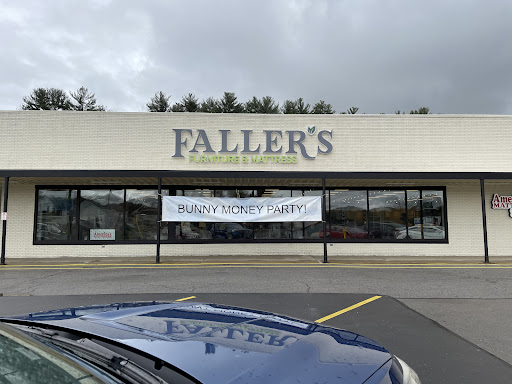 FALLER'S
FURNITURE & MATTRESS
BUNNY MONEY PARTY!